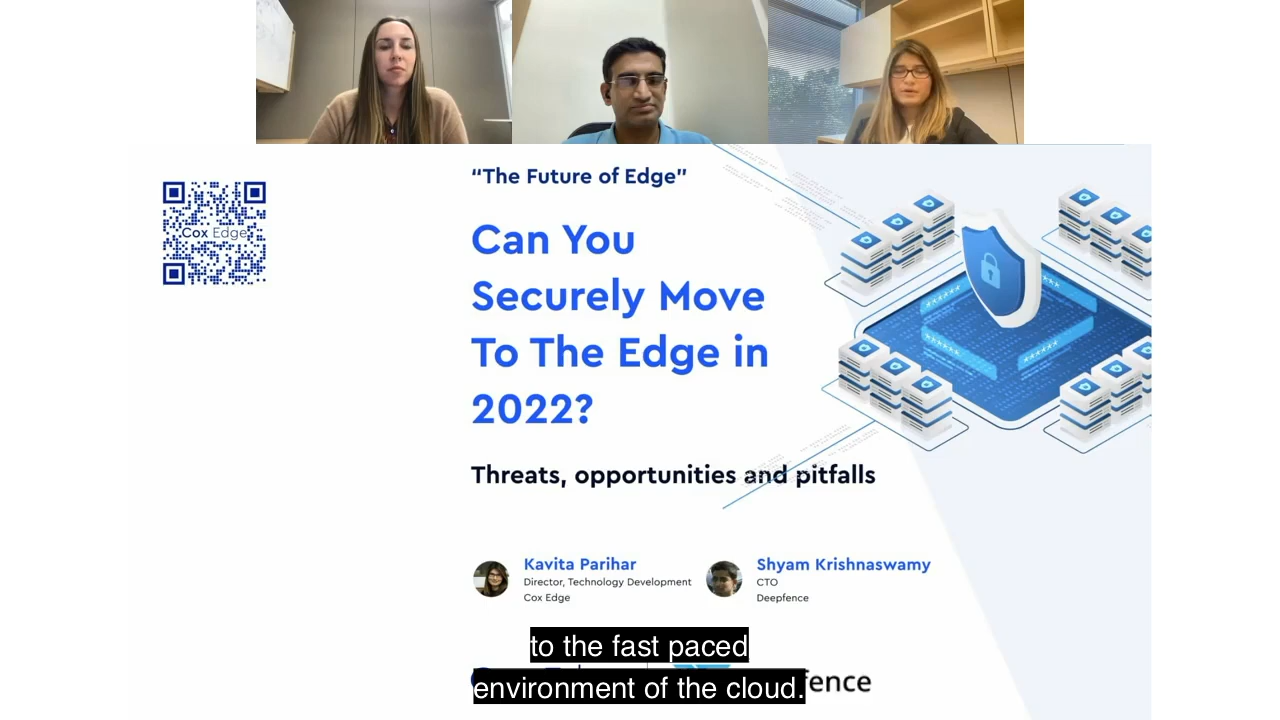 Cox Edge
“The Future of Edge”
Can You
Securely Move
To The Edge in
2022?
Threats, opportunities and pitfalls
Kavita Parihar
Director, Technology Development
Cox Edge
Shyam Krishnaswamy
CTO
Deepfence
to the fast paced
environment of the cloud.
fence